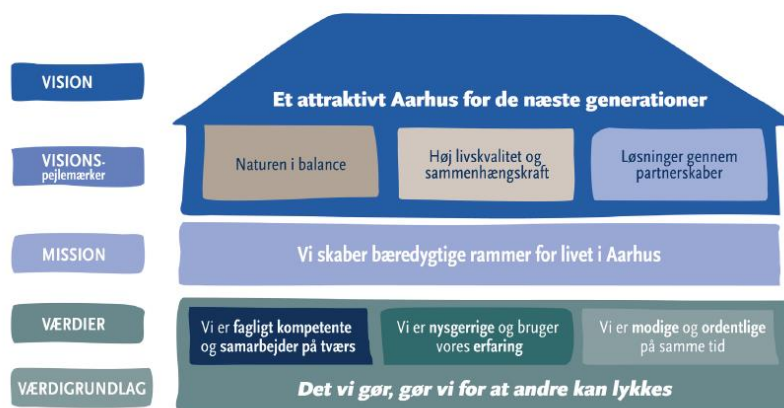 VISION
Et attraktivt Aarhus for de næste generationer
VISIONS-
pejlemærker
Naturen i balance
Høj livskvalitet og
sammenhængskraft
Løsninger gennem
partnerskaber
MISSION
Vi skaber bæredygtige rammer for livet i Aarhus
VÆRDIER
Vi er fagligt kompetente
og samarbejder på tværs
Vi er nysgerrige og bruger
vores erfaring
Vi er modige og ordentlige
på samme tid
VÆRDIGRUNDLAG
Det vi gør, gør vi for at andre kan lykkes